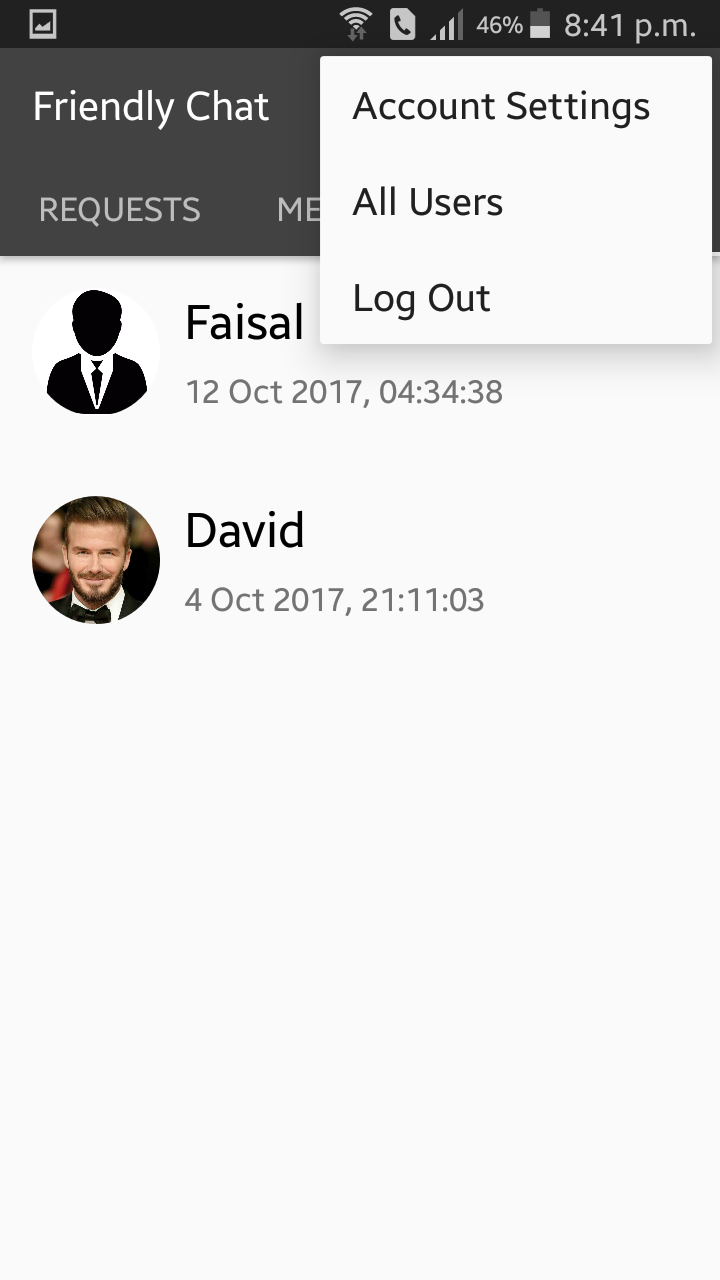 46% 8:41 p.m.
Friendly Chat
Account Settings
All Users
Log Out
REQUESTS ME
Faisal
12 Oct 2017, 04:34:38
David
4 Oct 2017, 21:11:03